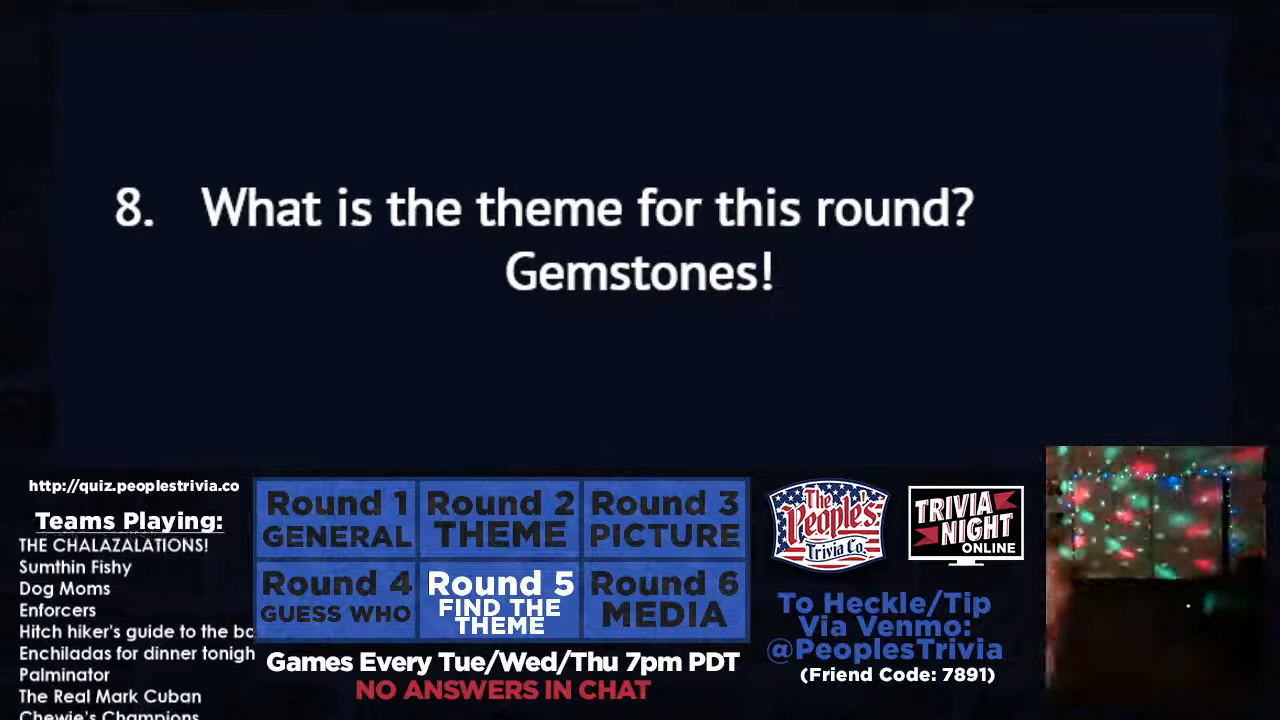 8. What is the theme for this round?
Gemstones!
http://quiz.peoplestrivia.co
Teams Playing:
THE CHALAZALATIONS!
Sumthin Fishy
Dog Moms
Enforcers
Hitch hiker's guide to the ba
Enchiladas for dinner tonigh
Palminator
The Real Mark Cuban
Chewie's Champions
Round 1
GENERAL
Round 2
THEME
Round 3
PICTURE
Round 4
GUESS WHO
Round 5
FIND THE
THEME
Round 6
MEDIA
Games Every Tue/Wed/Thu 7pm PDT
NO ANSWERS IN CHAT
The
People's
Trivia Co.
TRIVIA
NIGHT
ONLINE
To Heckle/Tip
Via Venmo:
@PeoplesTrivia
(Friend Code: 7891)